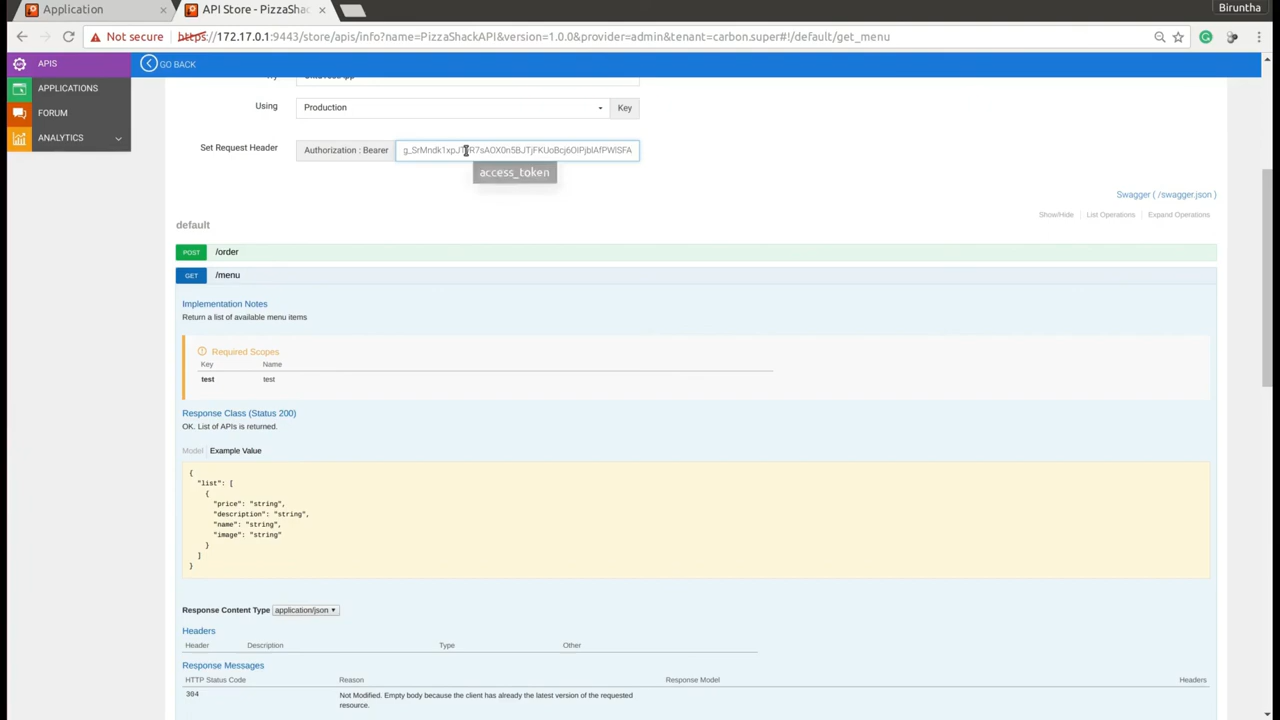 Biruntha
Application
API Store - PizzaShac
Not secure
https://172.17.0.1:9443/store/apis/info?name=PizzaShackAPI&version=1.0.0&provider=admin&tenant=carbon.super#!/default/get_menu
APIS
GO BACK
APPLICATIONS
FORUM
ANALYTICS
Using
Production
Key
Set Request Header
Authorization : Bearer
access_token
Swagger ( /swagger.json )
Show/Hide
List Operations
Expand Operations
default
POST
/order
GET
/menu
Implementation Notes
Return a list of available menu items
Required Scopes
Key
Name
test
test
Response Class (Status 200)
OK. List of APIs is returned.
Model
Example Value
{
"list": [
{
"price": "string",
"description": "string",
"name": "string",
"image": "string"
}
]
}
Response Content Type
application/json
Headers
Header
Description
Type
Other
Response Messages
HTTP Status Code
Reason
Response Model
Headers
304
Not Modified. Empty body because the client has already the latest version of the requested
resource.